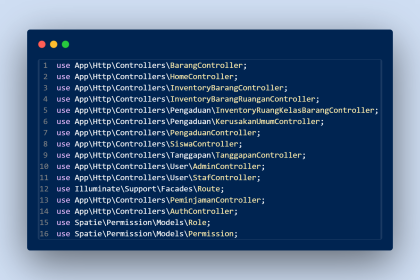 1 use App\Http\Controllers\BarangController;
2 use App\Http\Controllers\HomeController;
3 use App\Http\Controllers\InventoryBarangController;
4 use App\Http\Controllers\InventoryBarangRuanganController;
5 use App\Http\Controllers\Pengaduan\InventoryRuangKelasBarangController;
6 use App\Http\Controllers\Pengaduan\KerusakanUmumController;
7 use App\Http\Controllers\PengaduanController;
8 use App\Http\Controllers\SiswaController;
9 use App\Http\Controllers\Tanggapan\TanggapanController;
10 use App\Http\Controllers\User\AdminController;
11 use App\Http\Controllers\User\StafController;
12 use Illuminate\Support\Facades\Route;
13 use App\Http\Controllers\PeminjamanController;
14 use App\Http\Controllers\AuthController;
15 use Spatie\Permission\Models\Role;
16 use Spatie\Permission\Models\Permission;